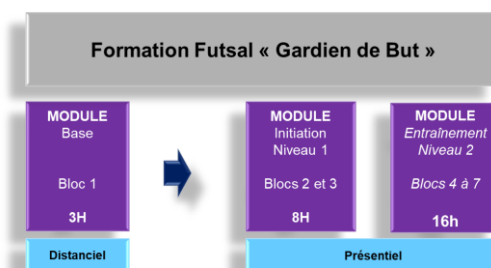 Formation Futsal « Gardien de But »
MODULE
Base
Bloc 1
3H
Distanciel
MODULE
Initiation
Niveau 1
Blocs 2 et 3
8H
MODULE
Entraînement
Niveau 2
Blocs 4 à 7
16h
Présentiel